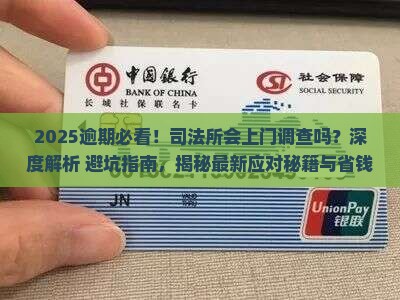 中国银行 社会保障
BANK OF CHINA SOCIAL SECURITY
长城社保联名卡
2025逾期必看！司法所会上门调查吗？深
度解析 避坑指南，揭秘最新应对秘籍与省钱
JN
UnionPay
银联